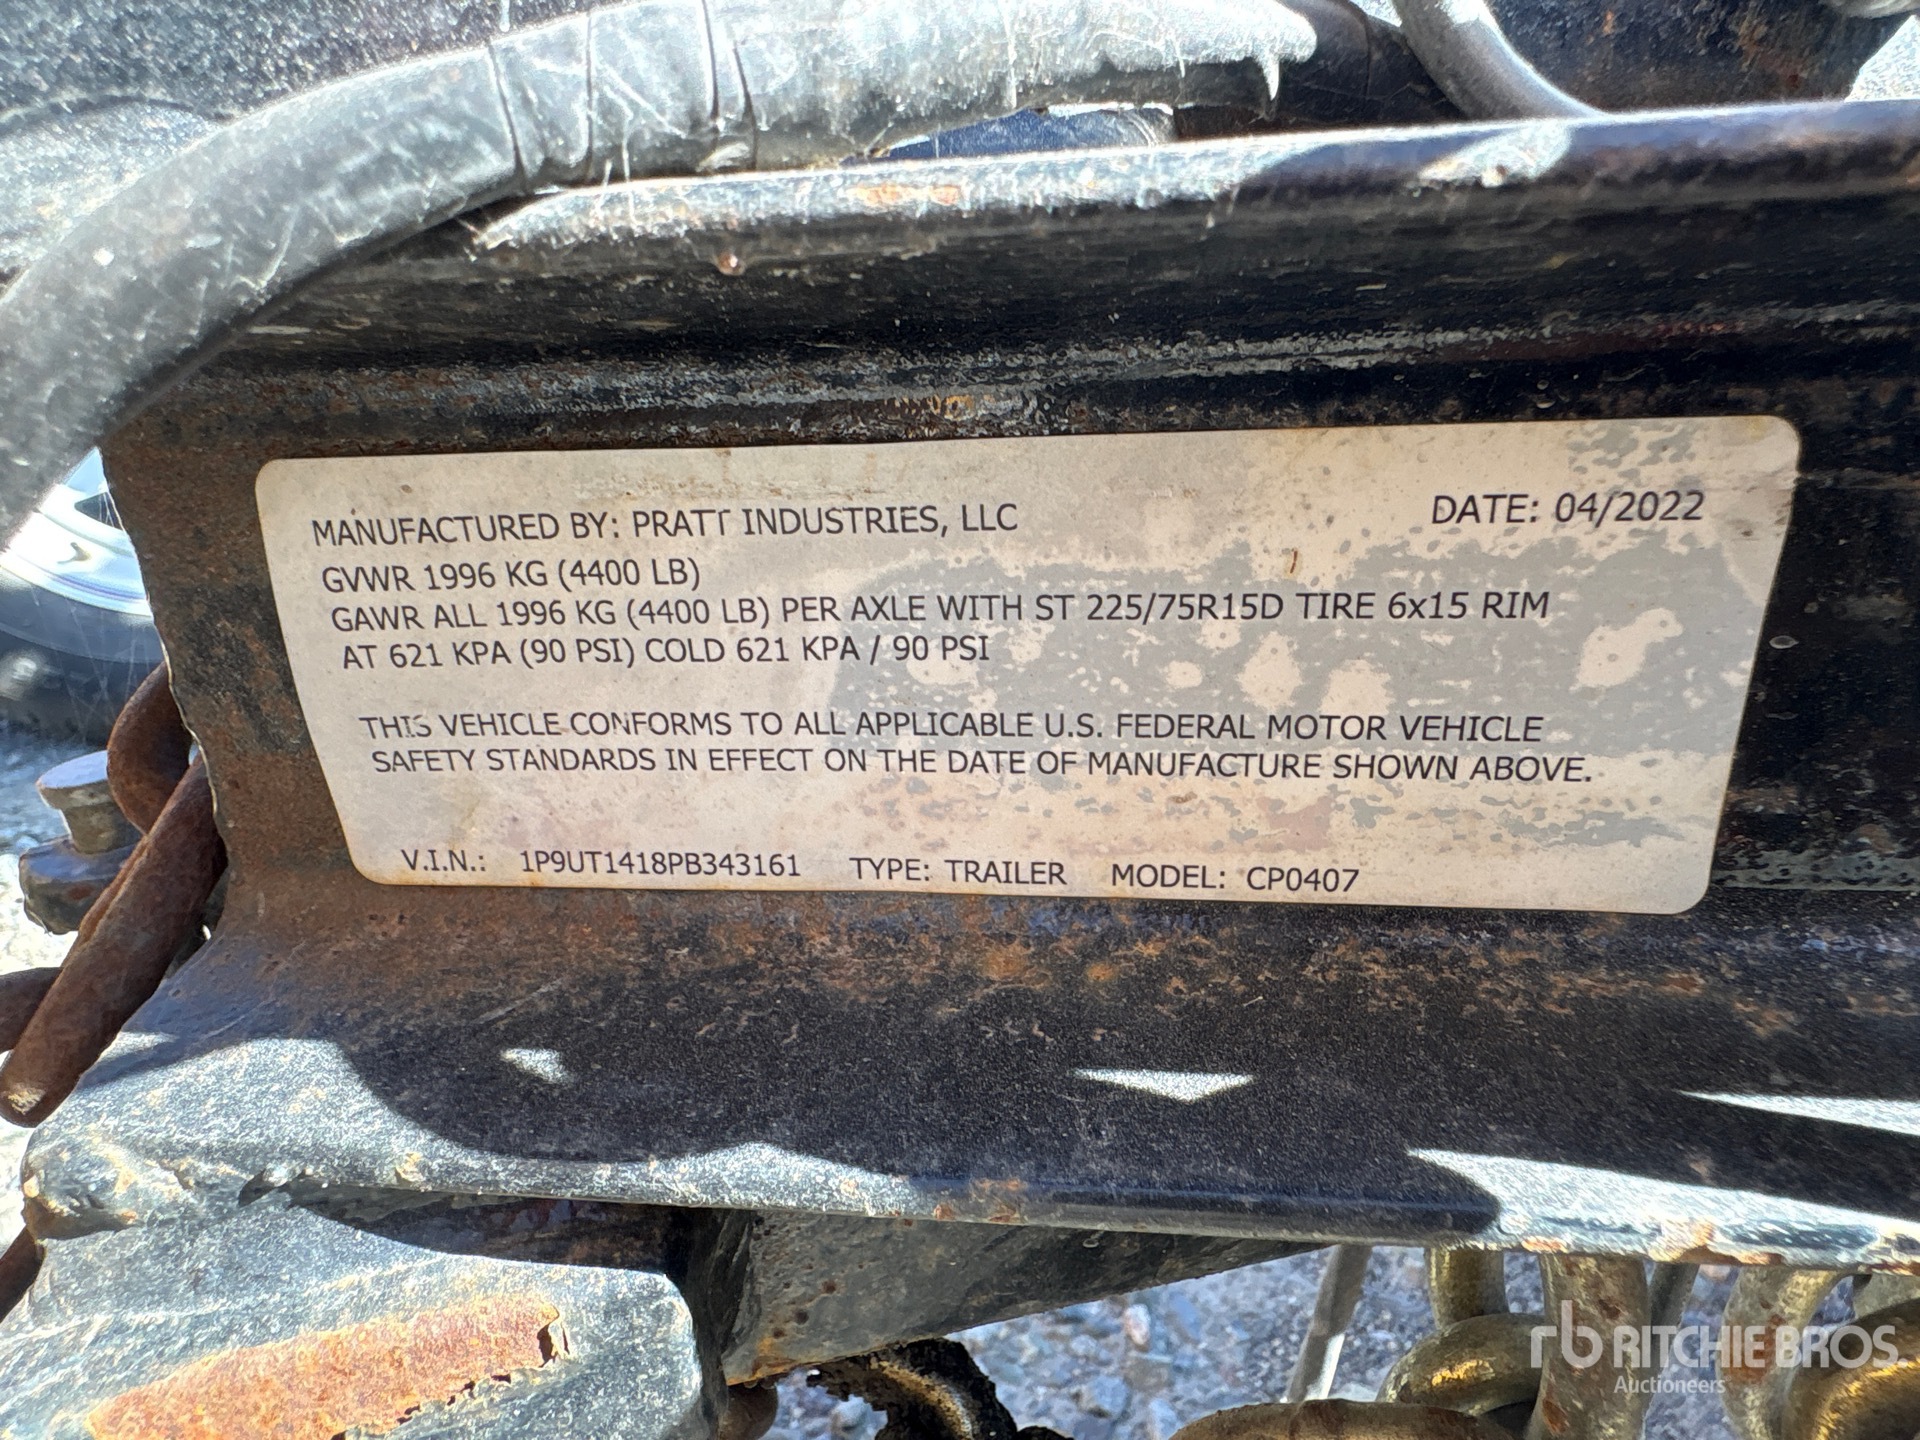 MANUFACTURED BY: PRATT INDUSTRIES, LLC DATE: 04/2022
GVWR 1996 KG (4400 LB)
GAWR ALL 1996 KG (4400 LB) PER AXLE WITH ST 225/75R15D TIRE 6x15 RIM
AT 621 KPA (90 PSI) COLD 621 KPA / 90 PSI
THIS VEHICLE CONFORMS TO ALL APPLICABLE U.S. FEDERAL MOTOR VEHICLE
SAFETY STANDARDS IN EFFECT ON THE DATE OF MANUFACTURE SHOWN ABOVE.
V.I.N.: 1P9UT1418PB343161 TYPE: TRAILER MODEL: CP0407
rb RITCHIE BROS
Auctioneers